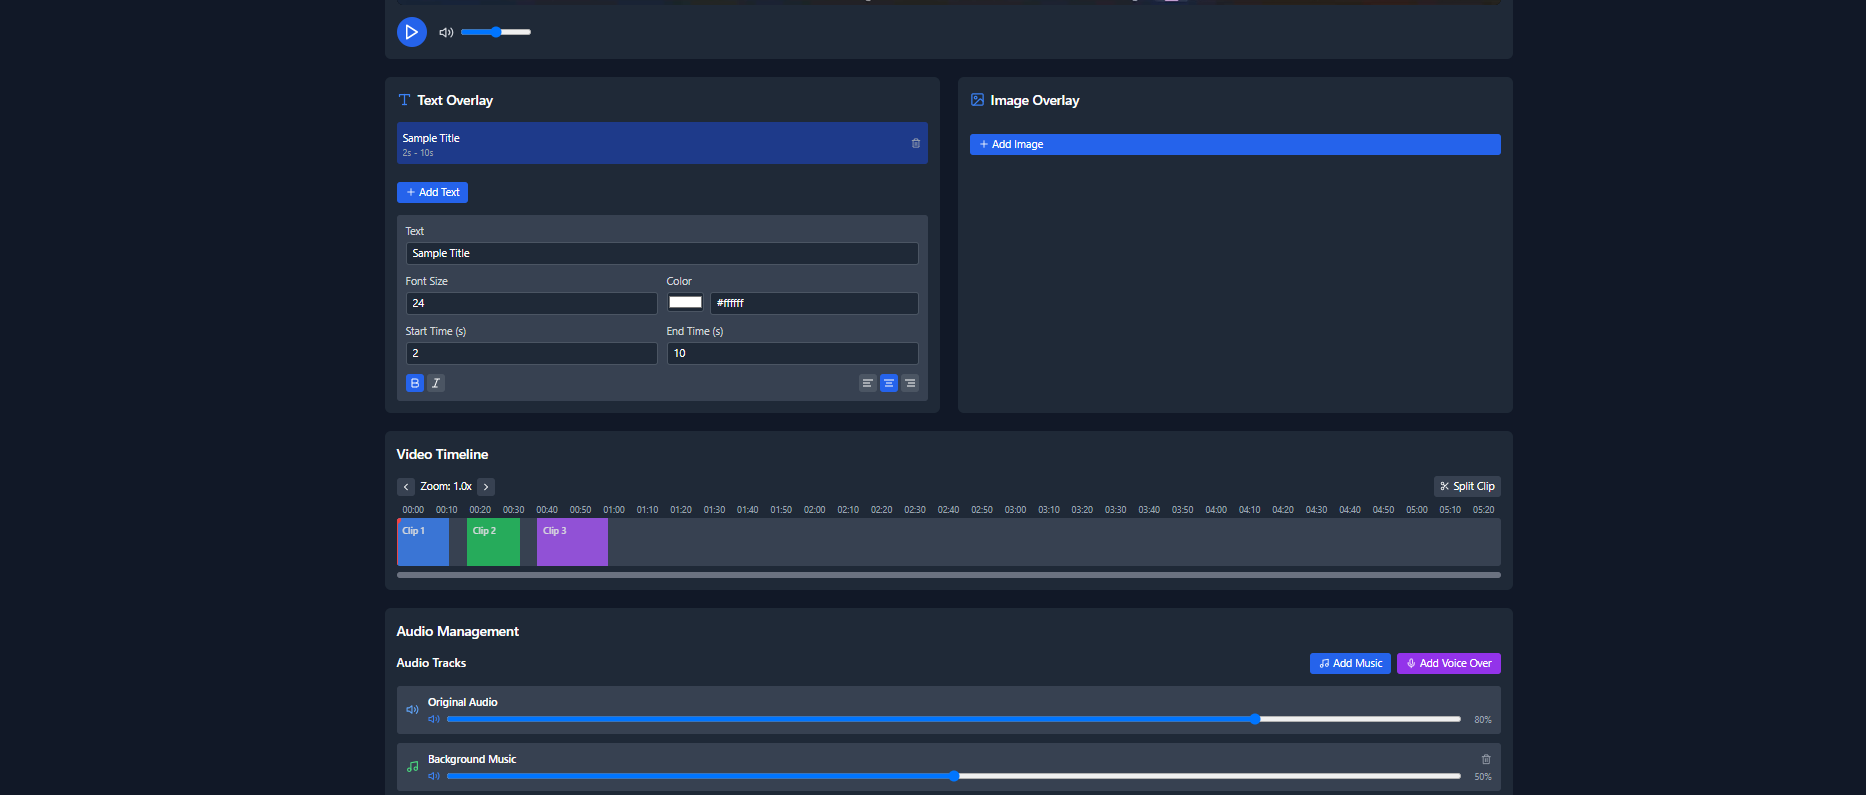 Text Overlay
Sample Title
2s - 10s
+ Add Text
Text
Sample Title
Font Size
24
Color
#ffffff
Start Time (s)
2
End Time (s)
10
B I
Image Overlay
+ Add Image
Video Timeline
< Zoom: 1.0x >
Split Clip
00:00 00:10 00:20 00:30 00:40 00:50 01:00 01:10 01:20 01:30 01:40 01:50 02:00 02:10 02:20 02:30 02:40 02:50 03:00 03:10 03:20 03:30 03:40 03:50 04:00 04:10 04:20 04:30 04:40 04:50 05:00 05:10 05:20
Clip 1 Clip 2 Clip 3
Audio Management
Audio Tracks
Add Music
Add Voice Over
Original Audio
80%
Background Music
50%